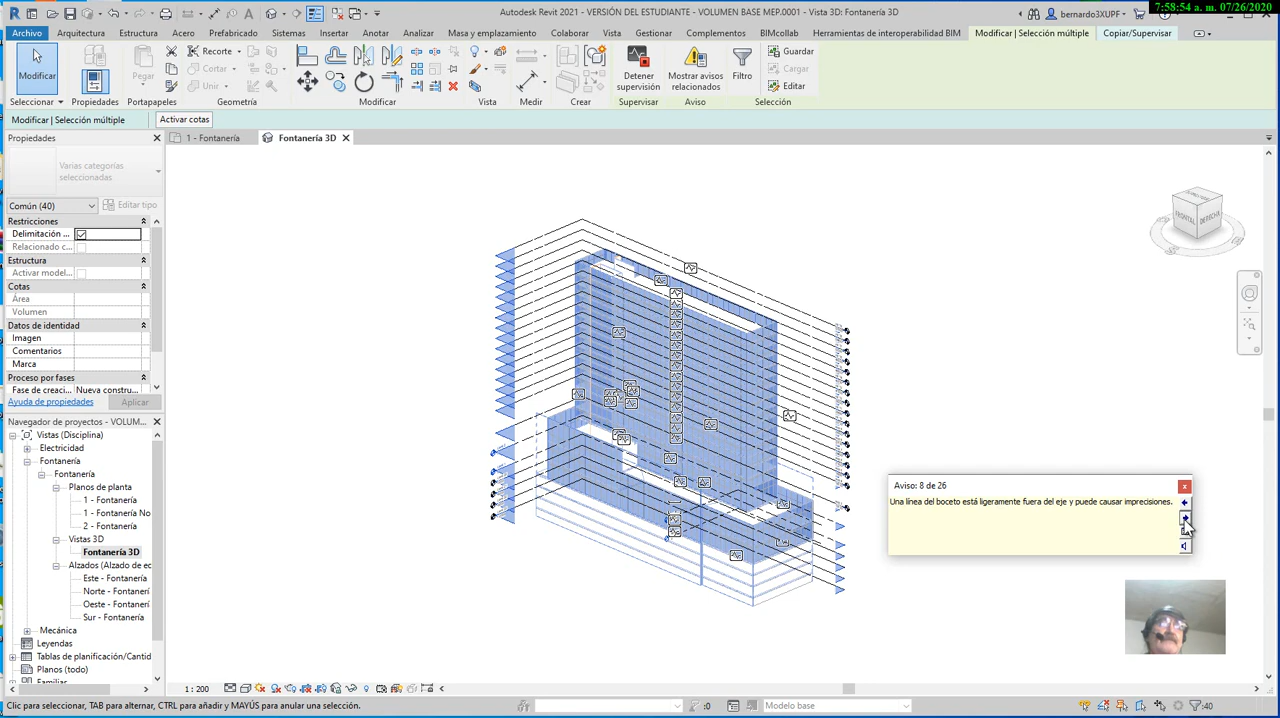 Autodesk Revit 2021 - VERSIÓN DEL ESTUDIANTE - VOLUMEN BASE MEP.0001 - Vista 3D: Fontanería 3D
bernardo3XUPF
7:58:54 a. m. 07/26/2020
Archivo Arquitectura Estructura Acero Prefabricado Sistemas Insertar Anotar Analizar Masa y emplazamiento Colaborar Vista Gestionar Complementos BIMcollab Herramientas de interoperabilidad BIM Modificar | Selección múltiple Copiar/Supervisar
Recorte
Guardar
Cortar
Cargar
Unir
Editar
Modificar
Pegar
Detener supervisión
Mostrar avisos relacionados
Filtro
Seleccionar Propiedades Portapapeles Geometría Modificar Vista Medir Crear Supervisar Aviso Selección
Modificar | Selección múltiple Activar cotas
Propiedades
1 - Fontanería
Fontanería 3D
Varias categorías
seleccionadas
Común (40) Editar tipo
Restricciones
Delimitación ...
Relacionado c...
Estructura
Activar model...
Cotas
Área
Volumen
Datos de identidad
Imagen
Comentarios
Marca
Proceso por fases
Fase de creaci... Nueva constru...
Ayuda de propiedades Aplicar
Navegador de proyectos - VOLUM...
Vistas (Disciplina)
Electricidad
Fontanería
Fontanería
Planos de planta
1 - Fontanería
1 - Fontanería No
2 - Fontanería
Vistas 3D
Fontanería 3D
Alzados (Alzado de ec
Este - Fontanerí
Norte - Fontanerí
Oeste - Fontanerí
Sur - Fontanerí
Mecánica
Leyendas
Tablas de planificación/Cantid
Planos (todo)
Familias
DERECHA
Aviso: 8 de 26
Una línea del boceto está ligeramente fuera del eje y puede causar imprecisiones.
1 : 200
Clic para seleccionar, TAB para alternar, CTRL para añadir y MAYÚS para anular una selección.
:0
Modelo base
:40